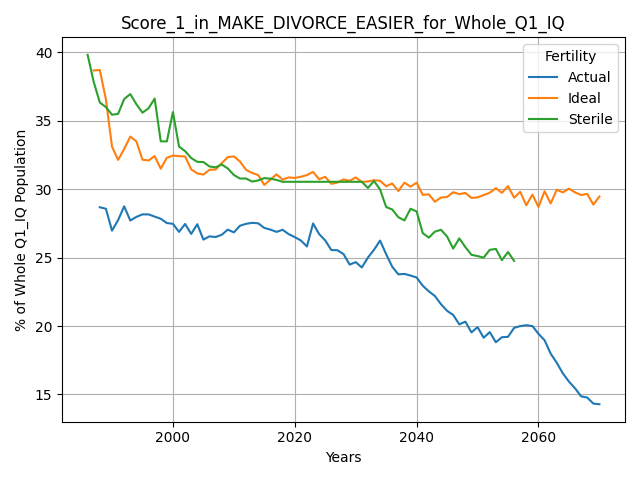 Score_1_in_MAKE_DIVORCE_EASIER_for_Whole_Q1_IQ
Fertility
Actual
Ideal
Sterile
% of Whole Q1_IQ Population
40
35
30
25
20
15
2000
2020
2040
2060
Years